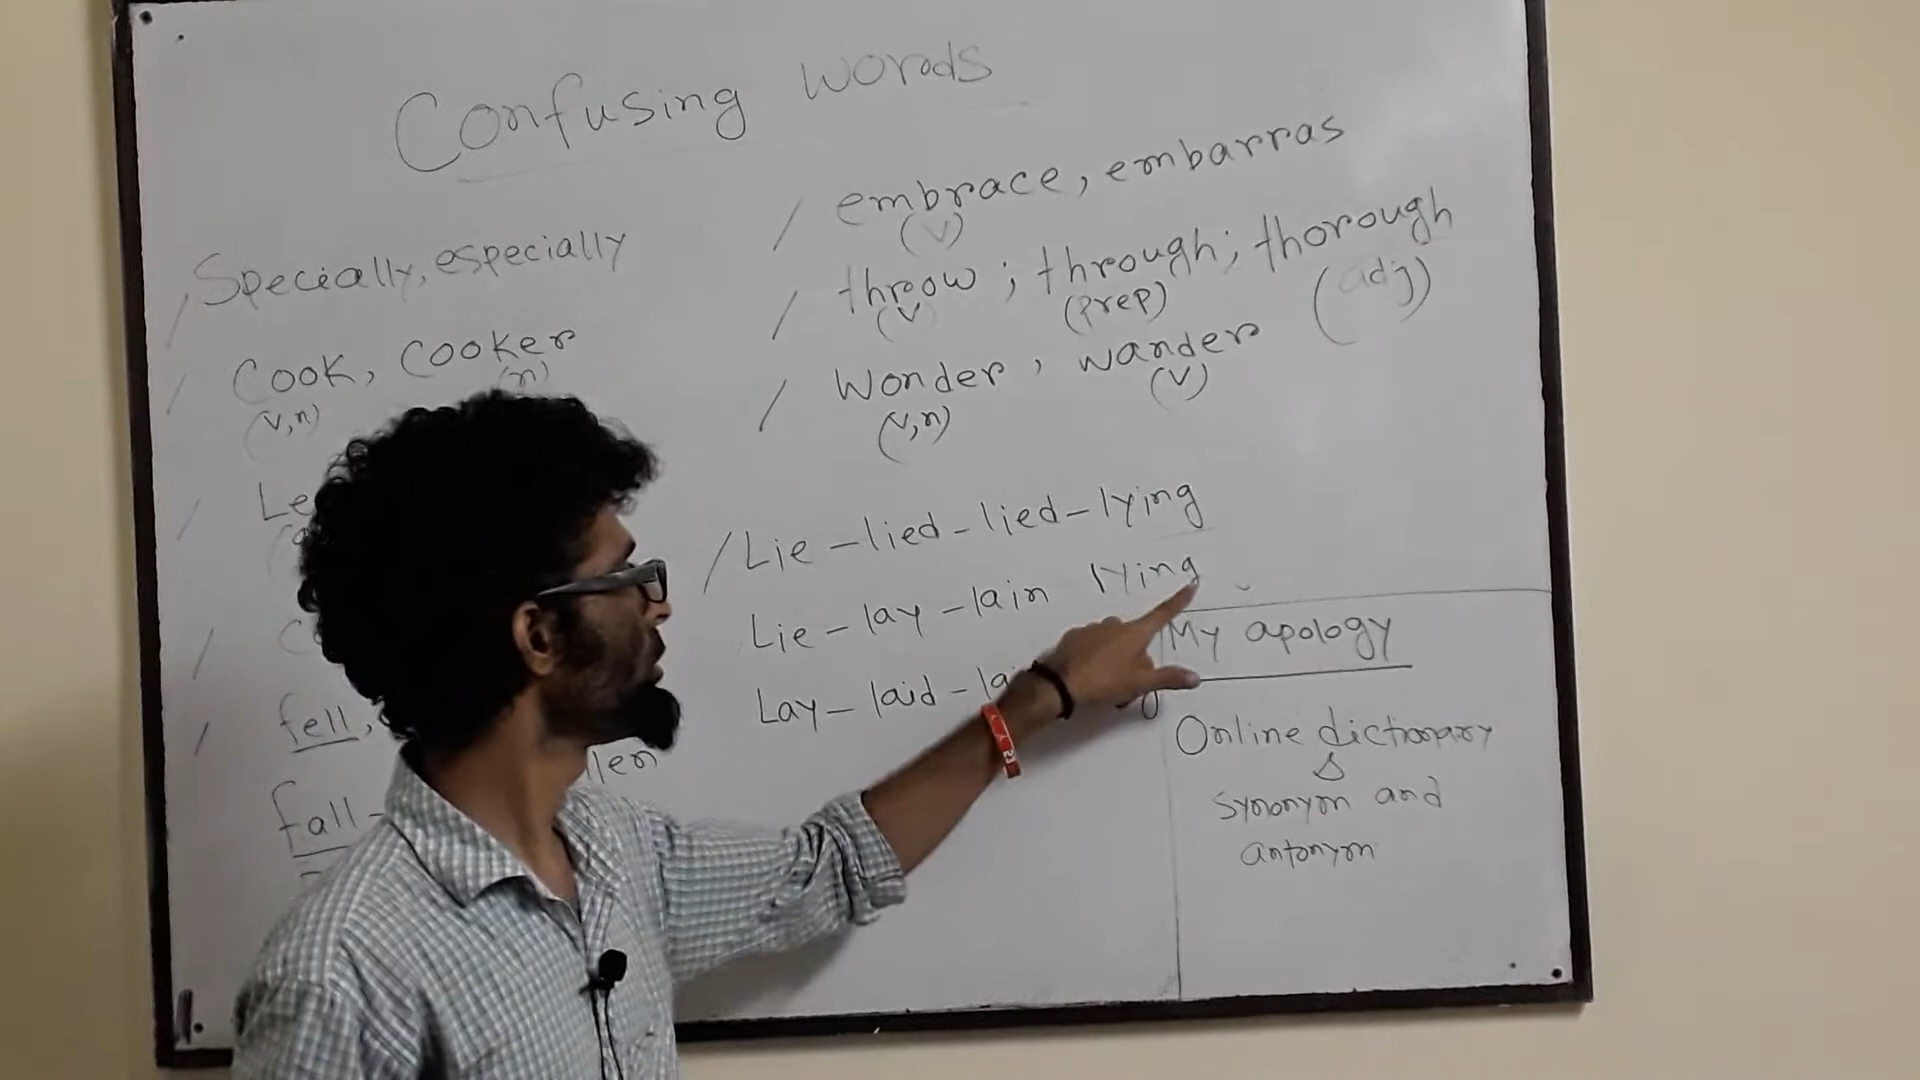 Confusing words
Specially, especially
Cook, Cooker
(n)
(v,n)
fell,
fall-
/ embrace, embarras
(v)
/ throw ; through; thorough
(v) (prep) (adj)
/ Wonder, wander
(v,n) (v)
/ Lie - lied - lied - lying
Lie - lay - lain lying
Lay - laid -
My apology
Online dictionary
synonym and
antonym